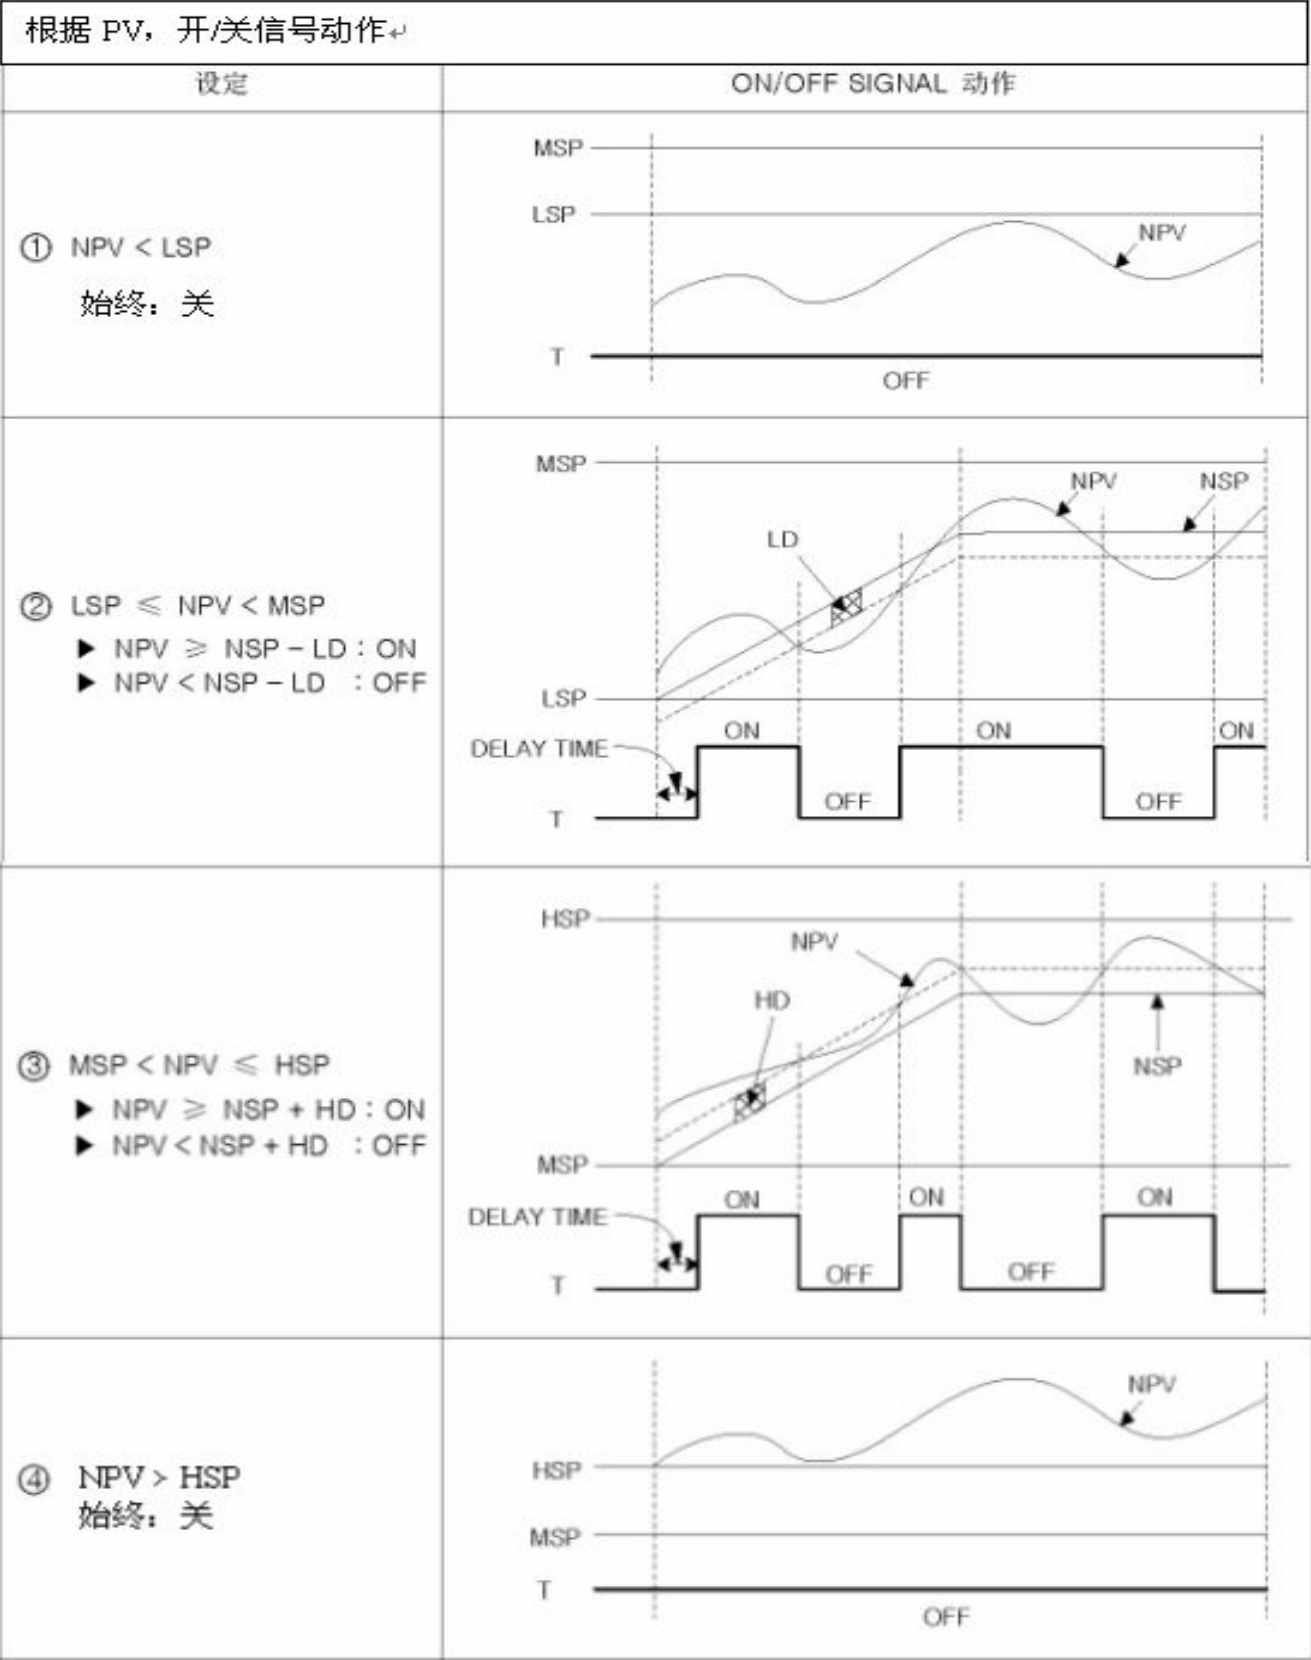 根据 PV，开/关信号动作↵
设定
ON/OFF SIGNAL 动作
① NPV < LSP
始终：关
MSP
LSP
NPV
T
OFF
② LSP ≤ NPV < MSP
▶ NPV ≥ NSP – LD : ON
▶ NPV < NSP – LD : OFF
MSP
NPV
NSP
LD
LSP
ON
ON
ON
DELAY TIME
OFF
OFF
T
③ MSP < NPV ≤ HSP
▶ NPV ≥ NSP + HD : ON
▶ NPV < NSP + HD : OFF
HSP
NPV
HD
NSP
MSP
ON
ON
ON
DELAY TIME
OFF
OFF
T
④ NPV > HSP
始终：关
NPV
HSP
MSP
T
OFF